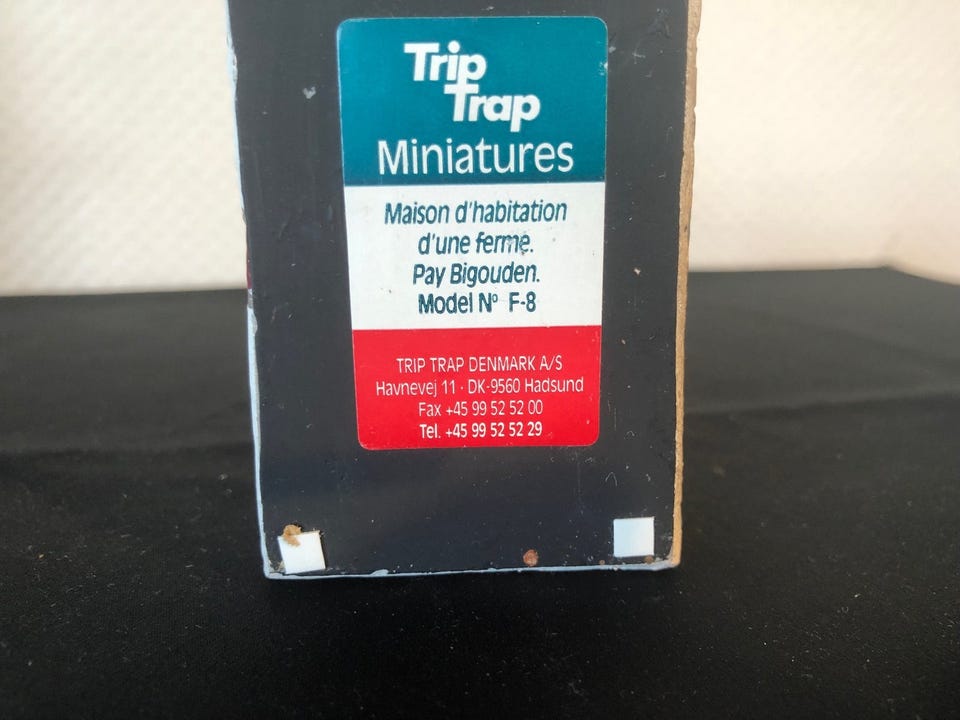 Trip
Trap
Miniatures
Maison d'habitation
d'une ferme.
Pay Bigouden.
Model Nº F-8
TRIP TRAP DENMARK A/S
Havnevej 11 · DK-9560 Hadsund
Fax +45 99 52 52 00
Tel. +45 99 52 52 29